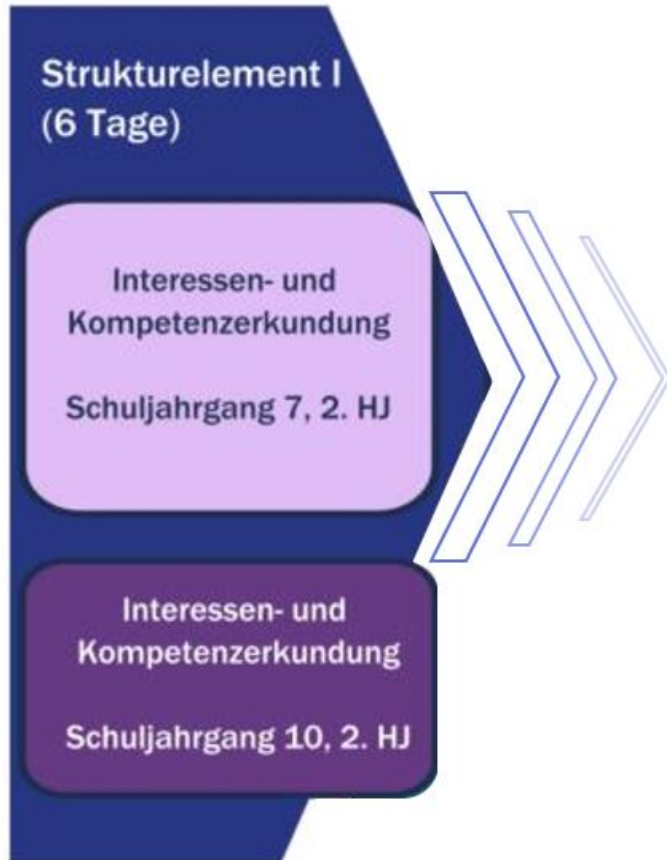 Strukturelement I
(6 Tage)
Interessen- und
Kompetenzerkundung
Schuljahrgang 7, 2. HJ
Interessen- und
Kompetenzerkundung
Schuljahrgang 10, 2. HJ